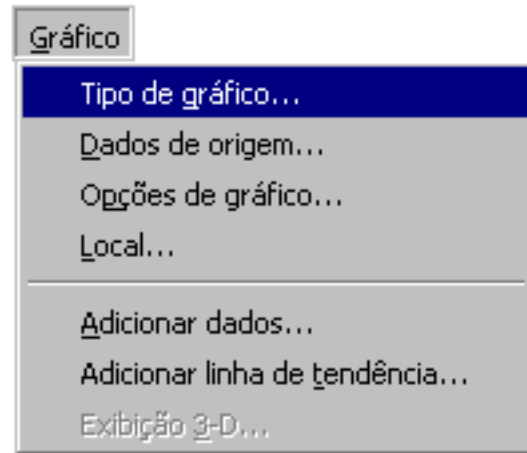 Gráfico
Tipo de gráfico...
Dados de origem...
Opções de gráfico...
Local...
Adicionar dados...
Adicionar linha de tendência...
Exibição 3-D...